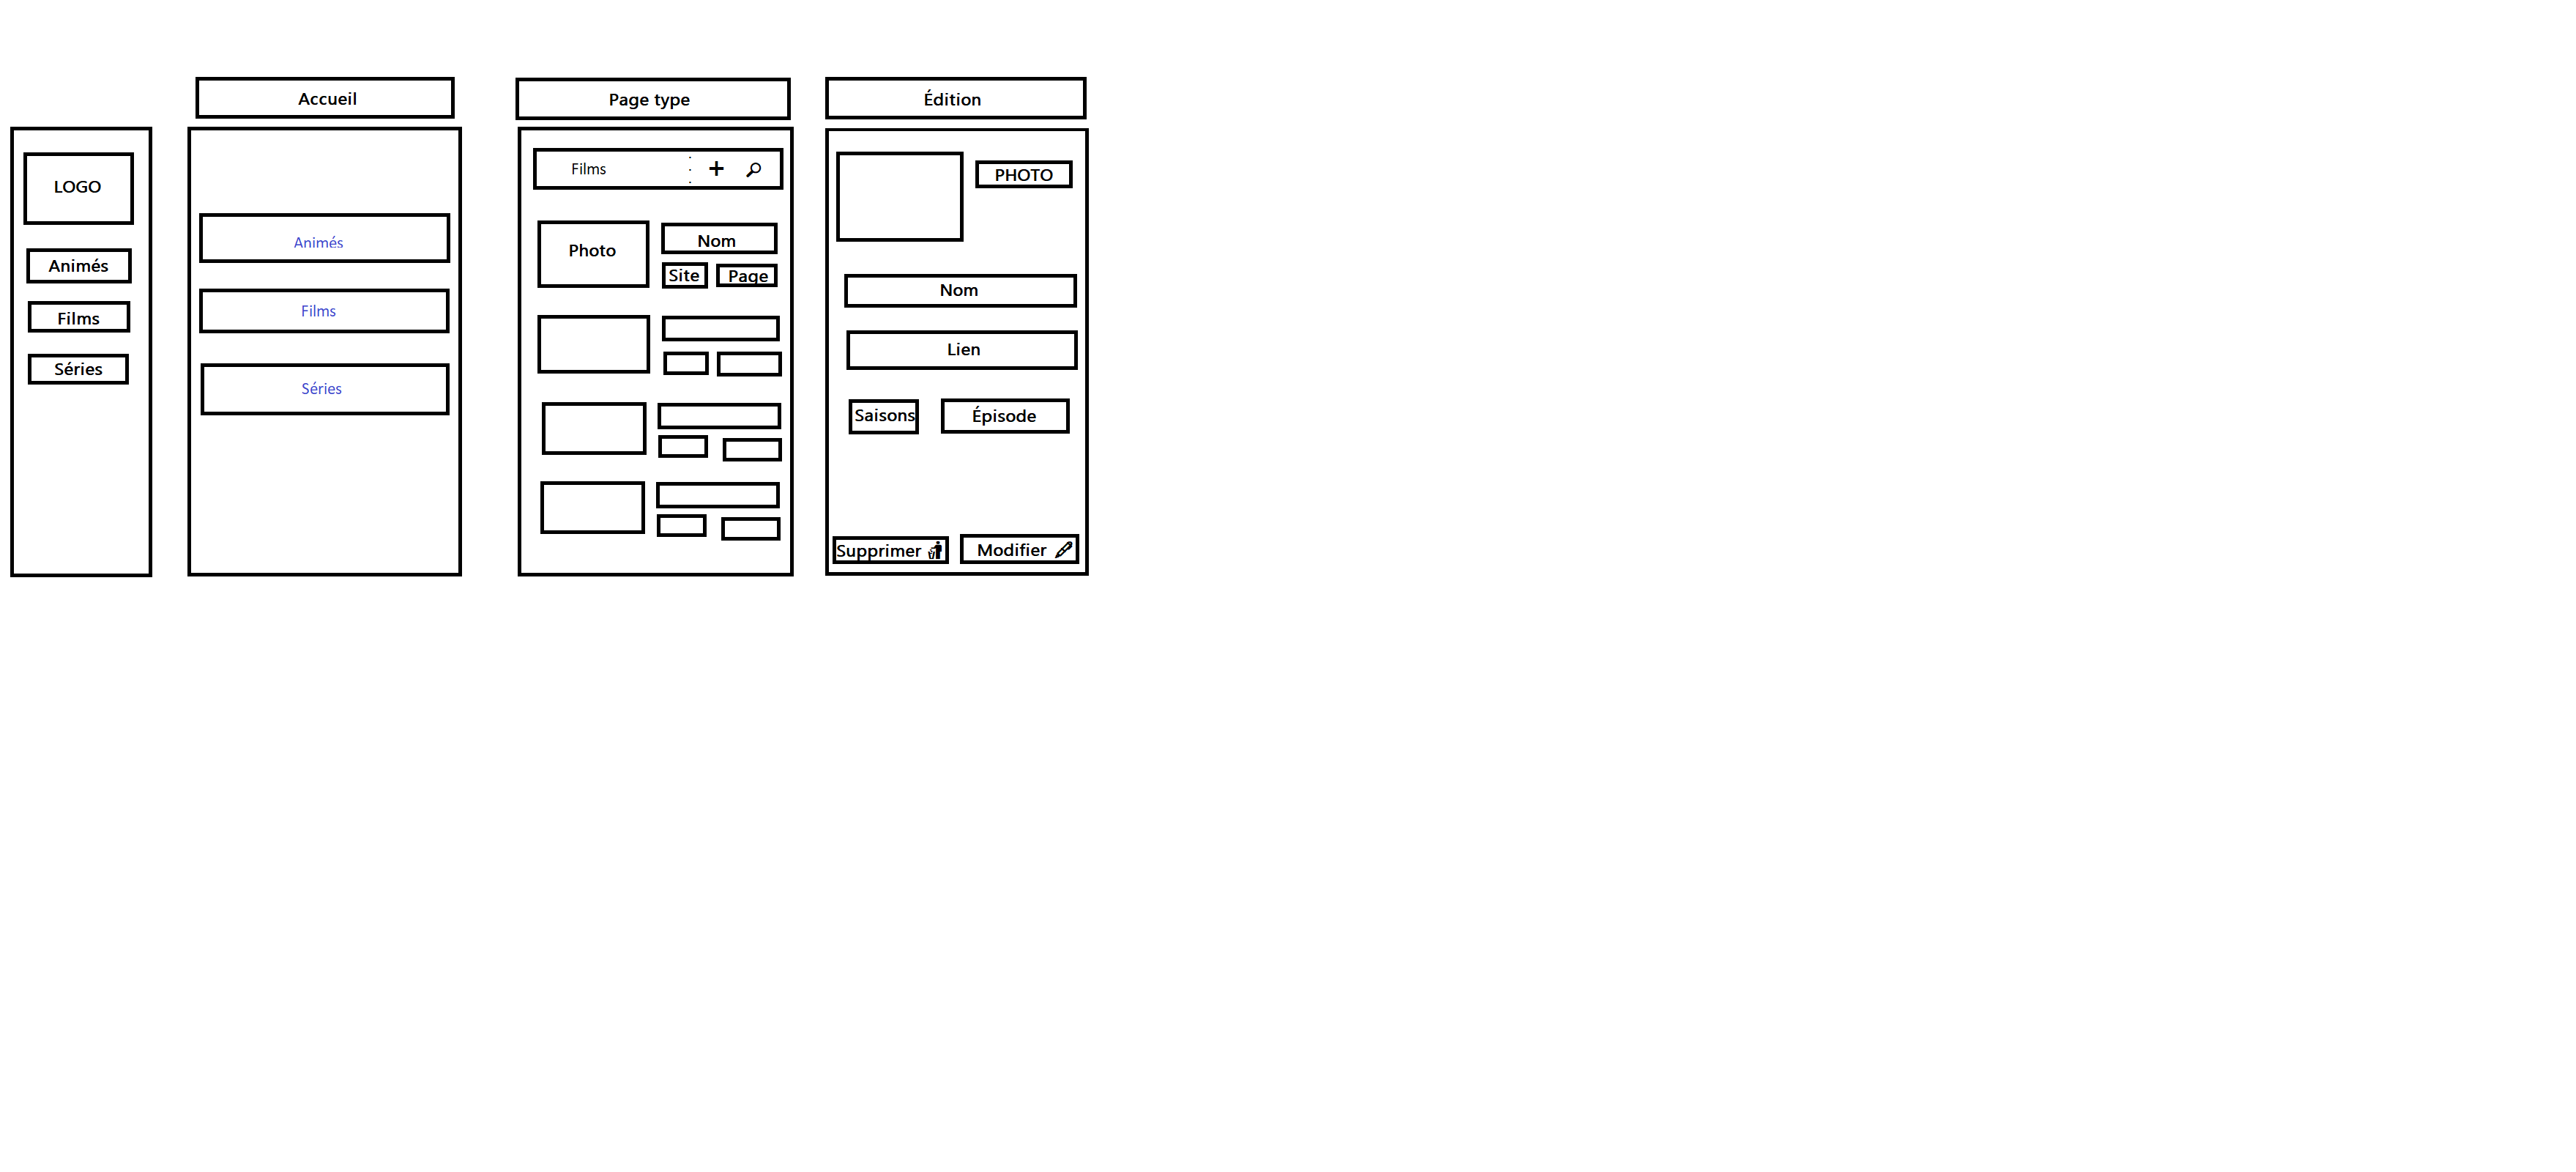 Accueil
Page type
Édition
LOGO
Animés
Films
Séries
Animés
Films
Séries
Films
+
Photo
Nom
Site
Page
PHOTO
Nom
Lien
Saisons
Épisode
Supprimer
Modifier